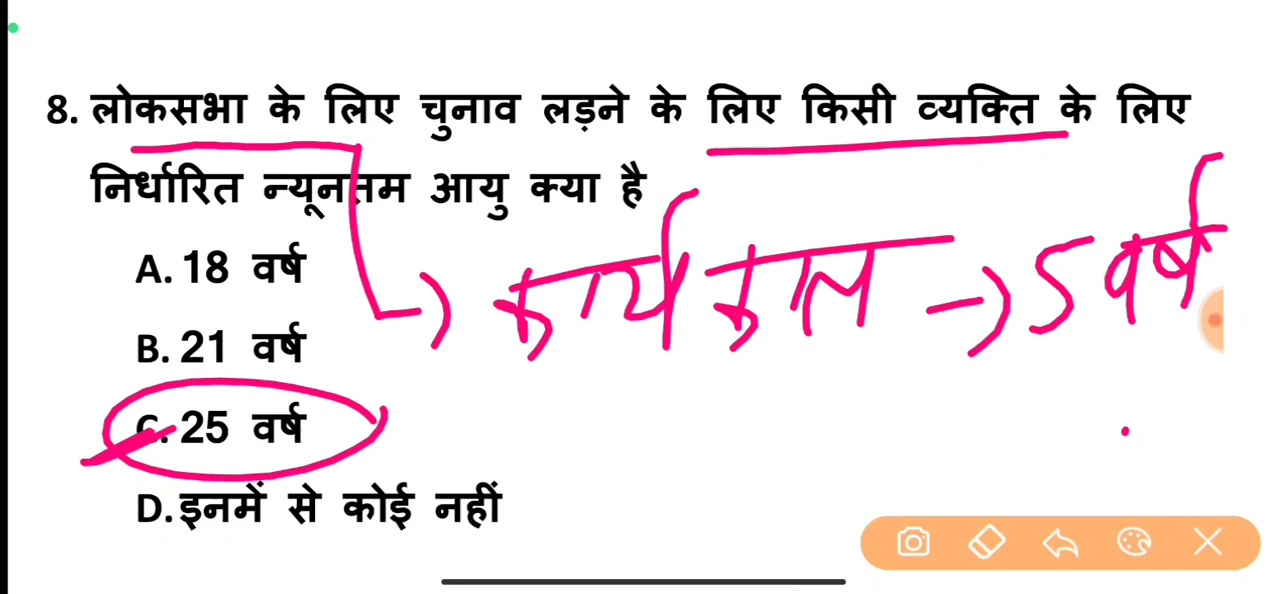 8. लोकसभा के लिए चुनाव लड़ने के लिए किसी व्यक्ति के लिए
निर्धारित न्यूनतम आयु क्या है
A. 18 वर्ष
→ कार्यकाल → 5 वर्ष
B. 21 वर्ष
C. 25 वर्ष
D. इनमें से कोई नहीं